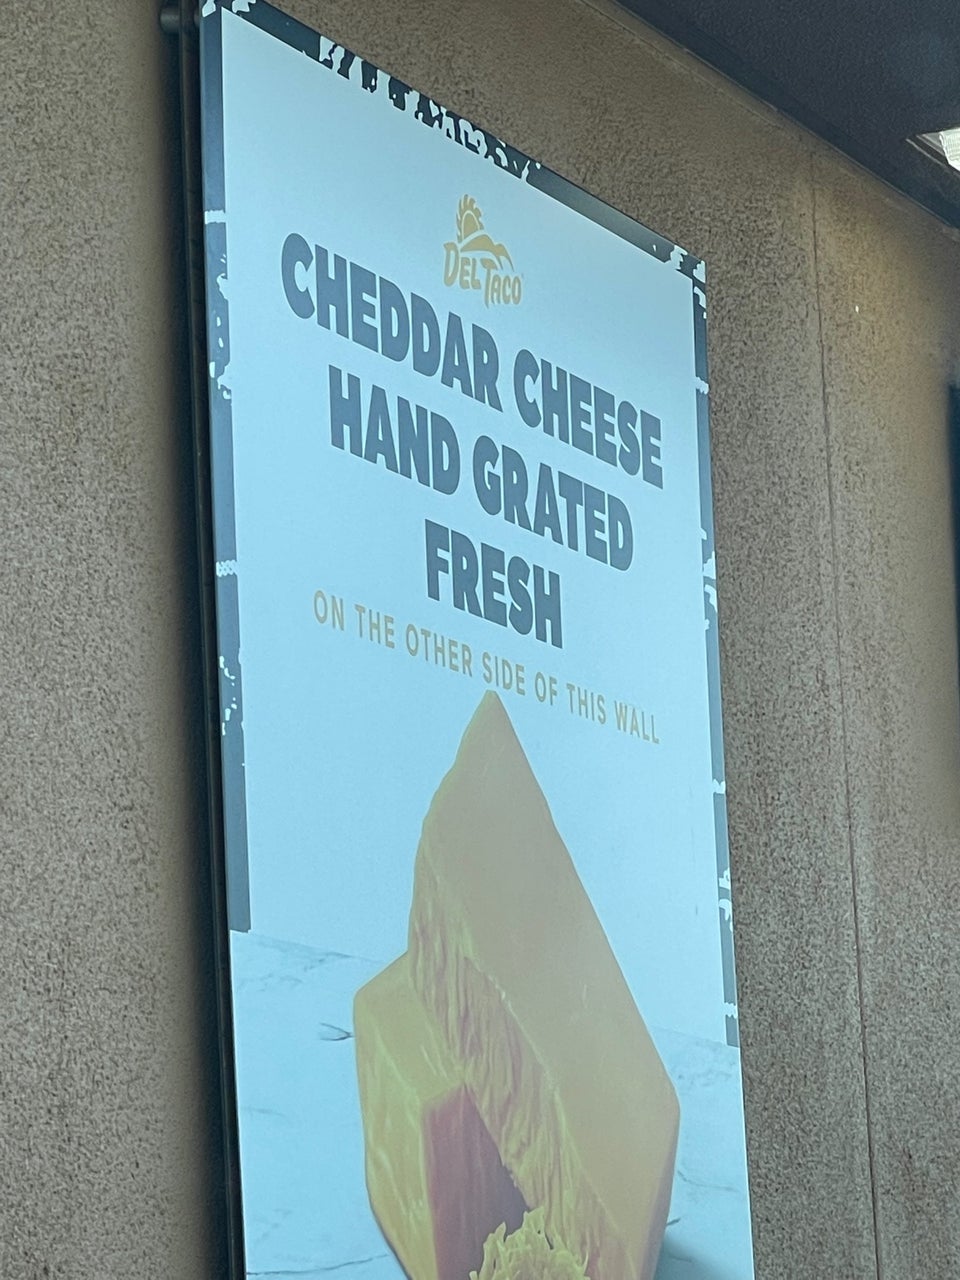 DEL TACO
CHEDDAR CHEESE
HAND GRATED
FRESH
ON THE OTHER SIDE OF THIS WALL